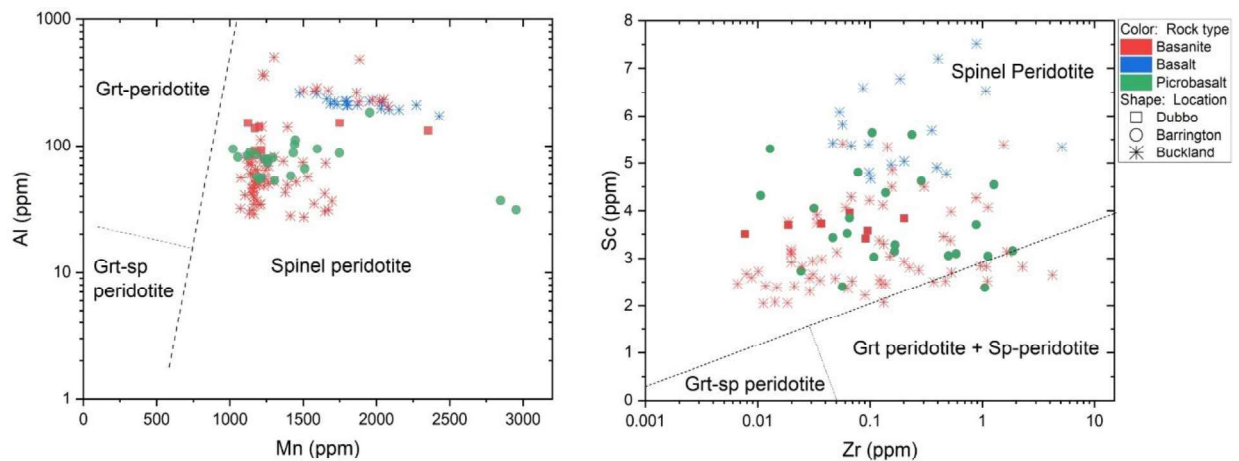 1000
100
10
1
Al (ppm)
Grt-peridotite
Grt-sp
peridotite
Spinel peridotite
0
500
1000
1500
2000
2500
3000
Mn (ppm)
8
7
6
5
4
3
2
1
0
Sc (ppm)
Spinel Peridotite
Grt peridotite + Sp-peridotite
Grt-sp peridotite
0.001
0.01
0.1
1
10
Zr (ppm)
Color: Rock type
Basanite
Basalt
Picrobasalt
Shape: Location
Dubbo
Barrington
Buckland